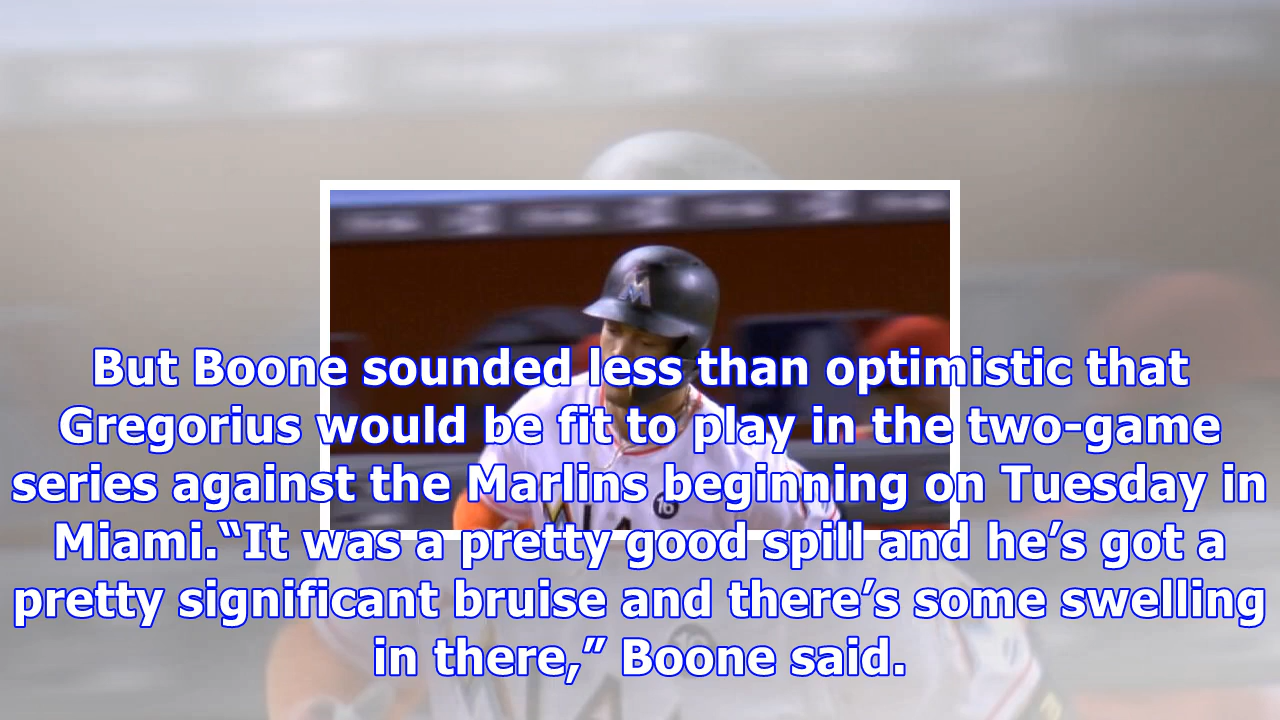 But Boone sounded less than optimistic that
Gregorius would be fit to play in the two-game
series against the Marlins beginning on Tuesday in
Miami.“It was a pretty good spill and he’s got a
pretty significant bruise and there’s some swelling
in there,” Boone said.
M
16